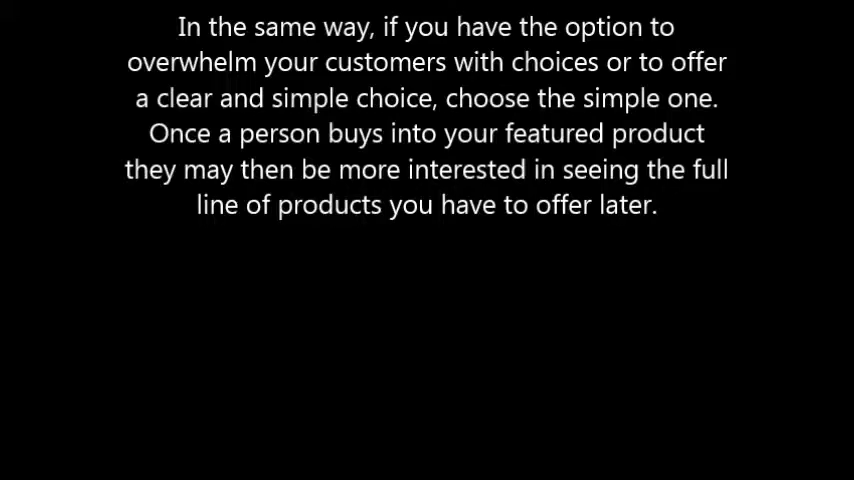 In the same way, if you have the option to
overwhelm your customers with choices or to offer
a clear and simple choice, choose the simple one.
Once a person buys into your featured product
they may then be more interested in seeing the full
line of products you have to offer later.